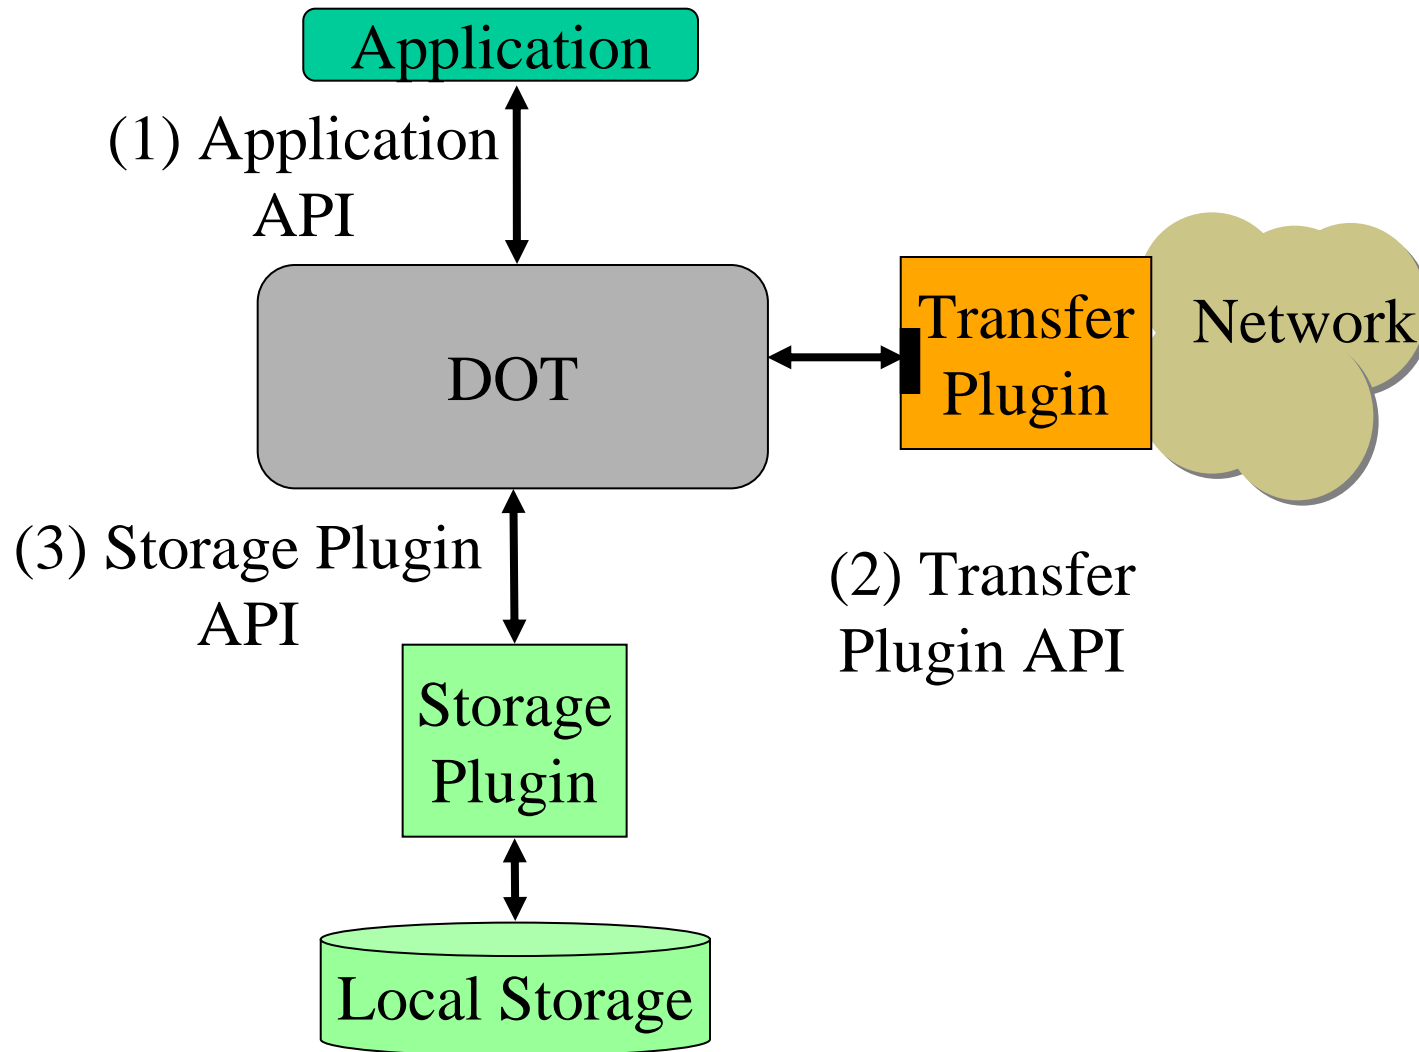 Application
(1) Application
API
Transfer
Plugin
Network
DOT
(3) Storage Plugin
API
(2) Transfer
Plugin API
Storage
Plugin
Local Storage